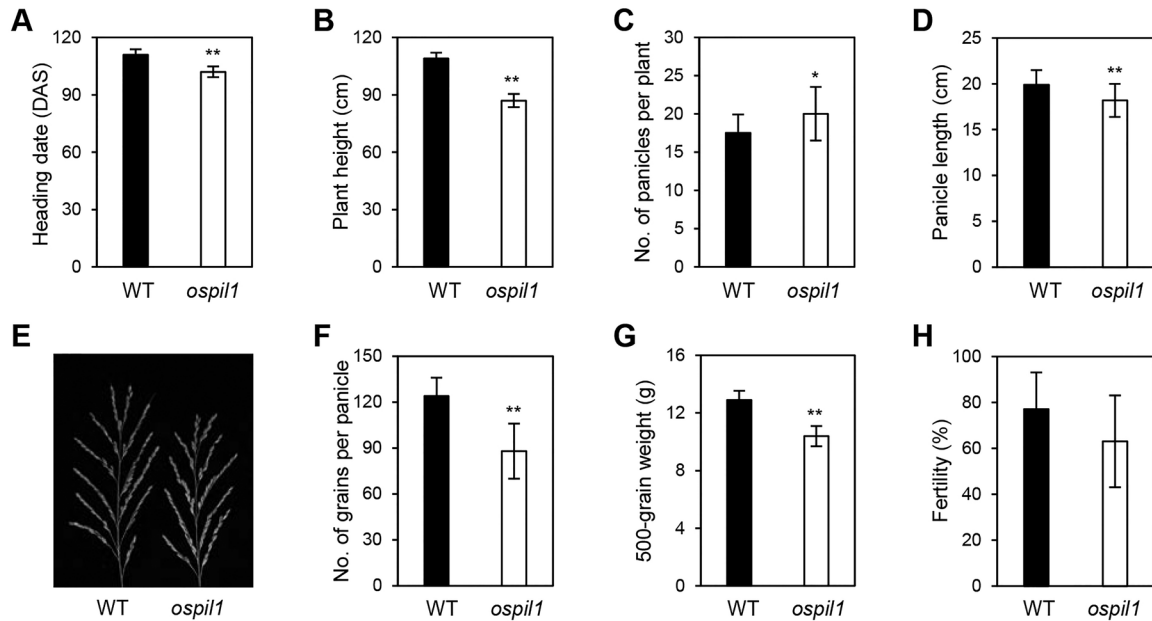 A
Heading date (DAS)
120
90
60
30
0
**
WT
ospil1
B
Plant height (cm)
120
90
60
30
0
**
WT
ospil1
C
No. of panicles per plant
30
25
20
15
10
5
0
*
WT
ospil1
D
Panicle length (cm)
25
20
15
10
5
0
**
WT
ospil1
E
WT
ospil1
F
No. of grains per panicle
150
120
90
60
30
0
**
WT
ospil1
G
500-grain weight (g)
16
12
8
4
0
**
WT
ospil1
H
Fertility (%)
100
80
60
40
20
0
WT
ospil1